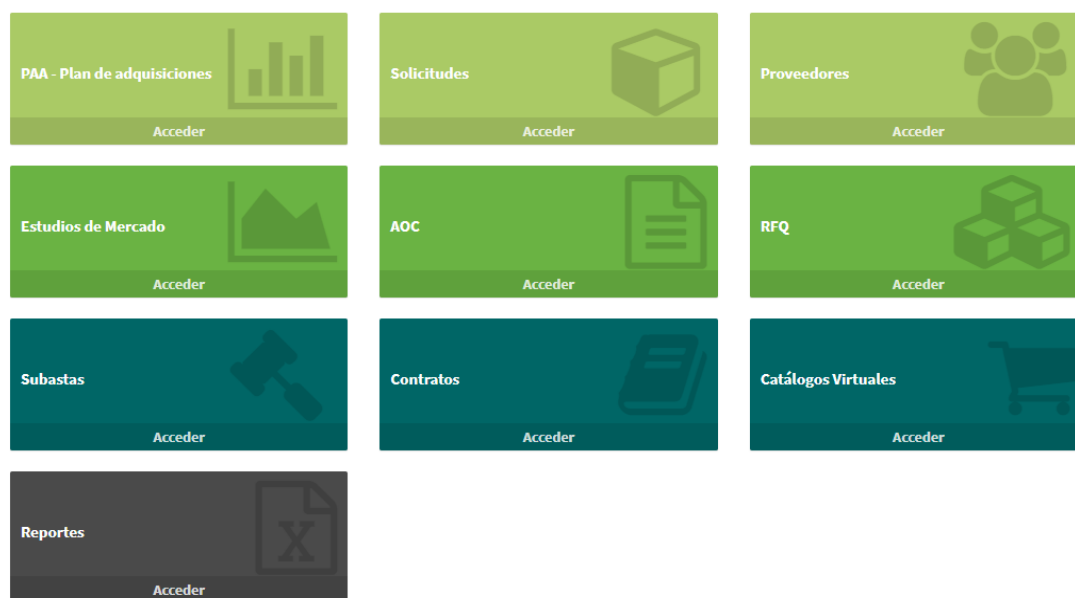 PAA - Plan de adquisiciones
Acceder
Solicitudes
Acceder
Proveedores
Acceder
Estudios de Mercado
Acceder
AOC
Acceder
RFQ
Acceder
Subastas
Acceder
Contratos
Acceder
Catálogos Virtuales
Acceder
Reportes
X
Acceder